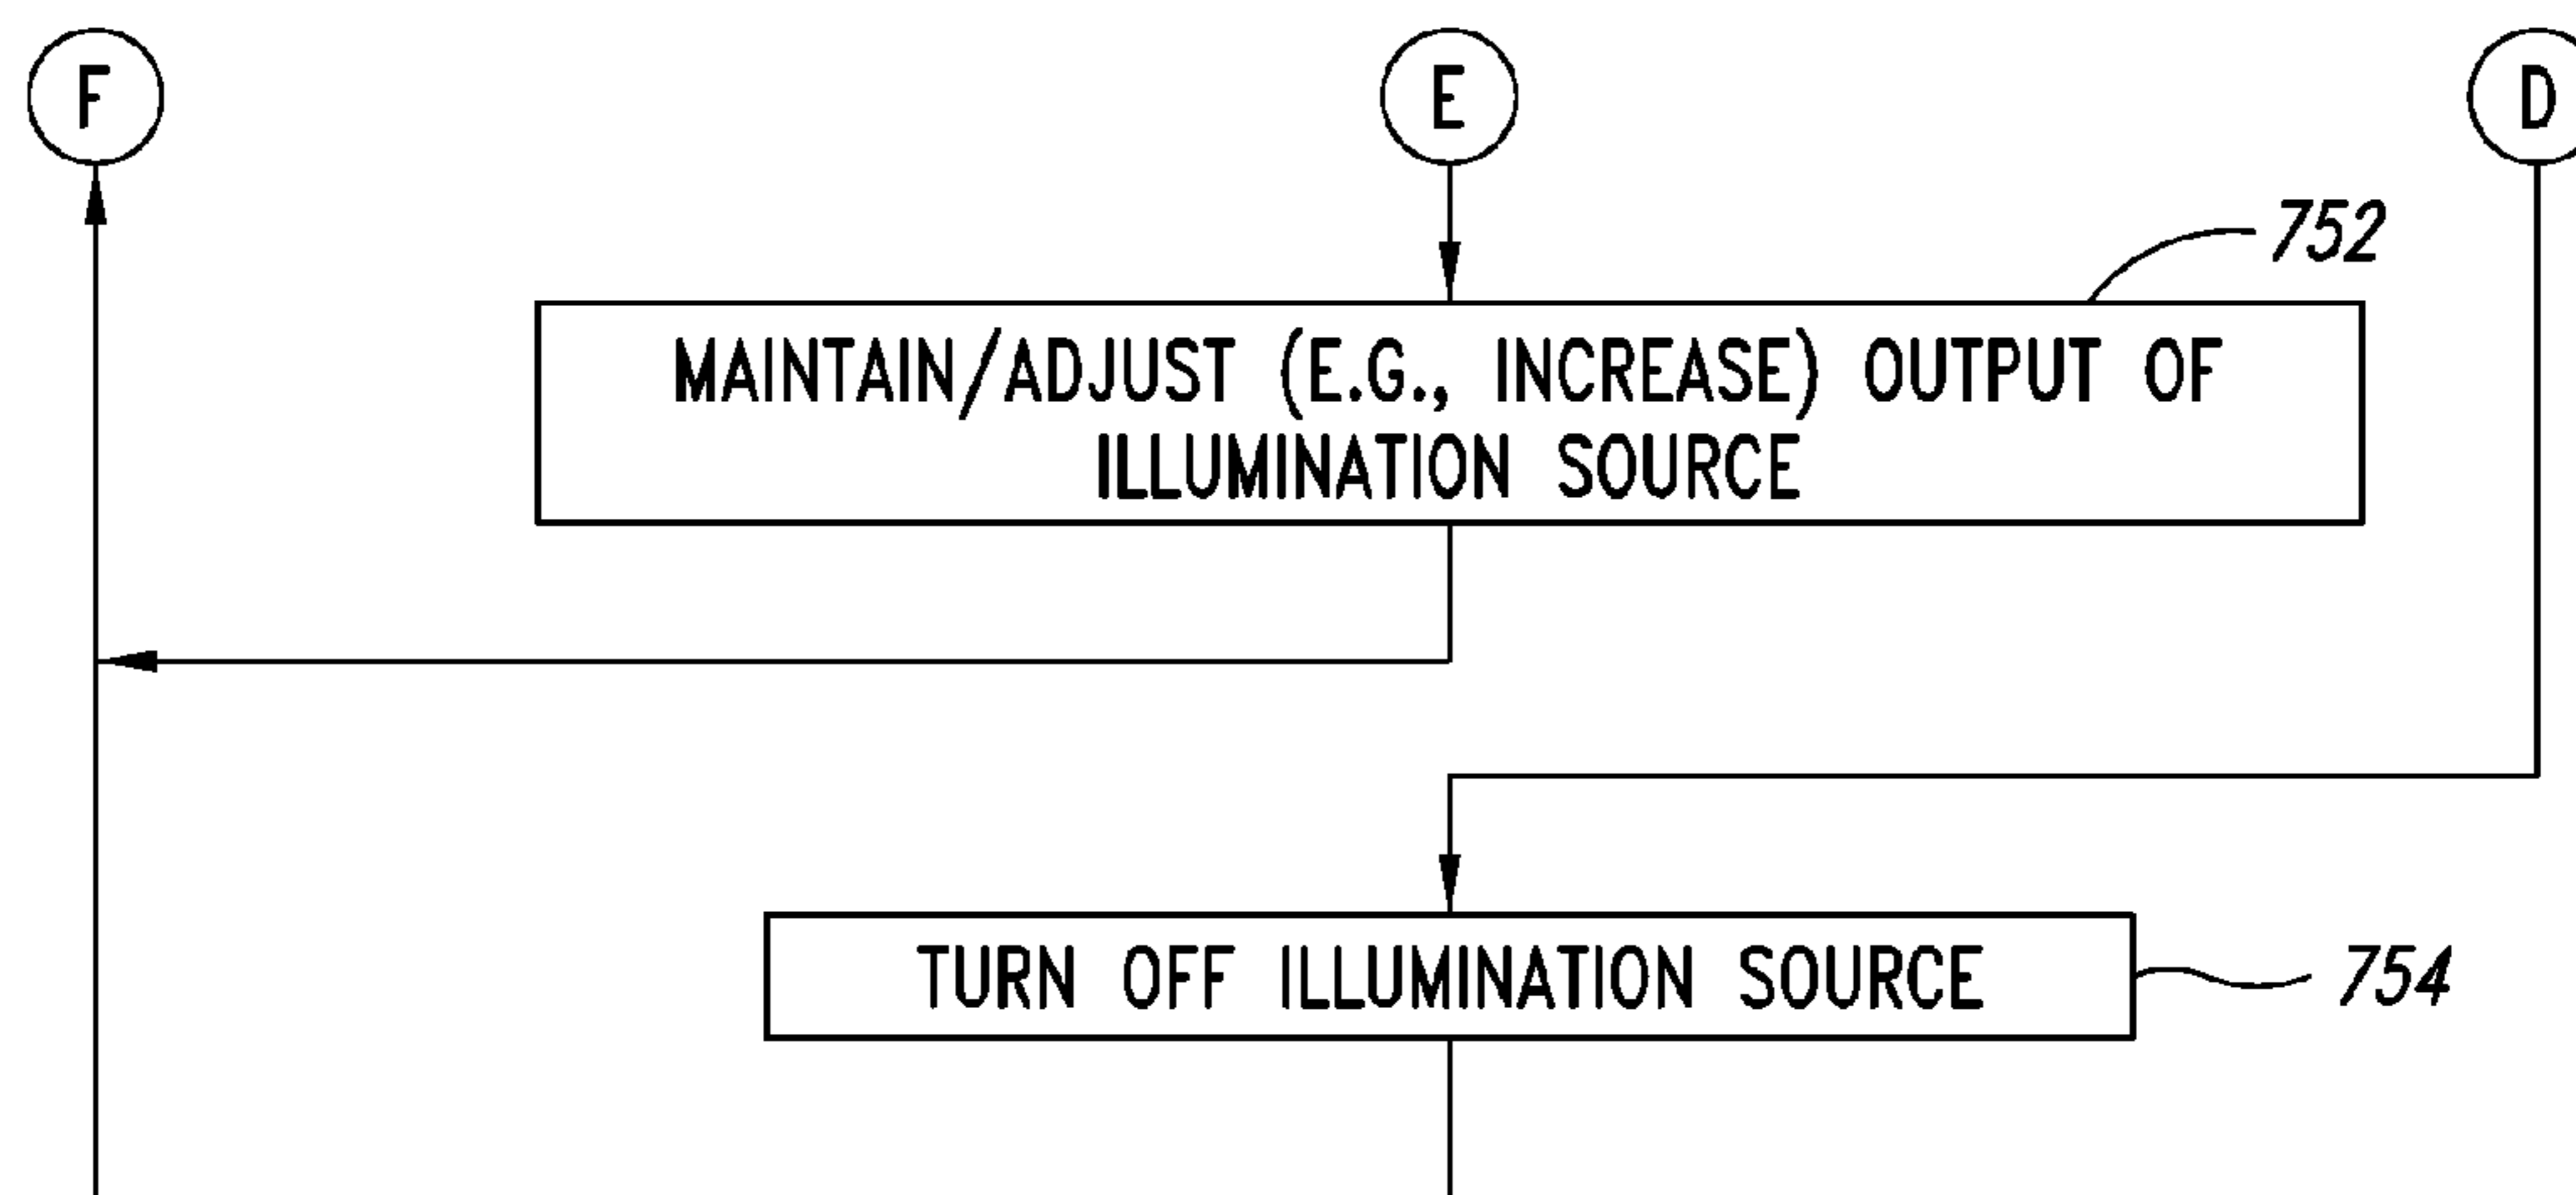 F
E
D
752
MAINTAIN/ADJUST (E.G., INCREASE) OUTPUT OF
ILLUMINATION SOURCE
TURN OFF ILLUMINATION SOURCE
754